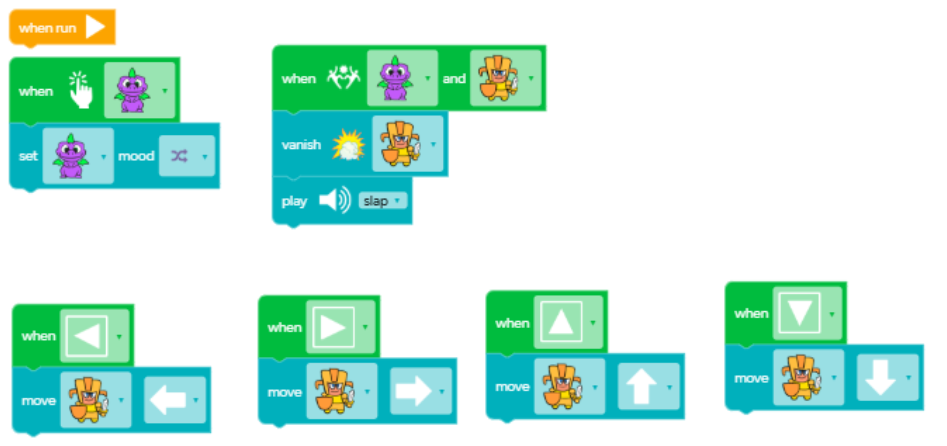 when run
when
set mood
when and
vanish
play slap
when
move
when
move
when
move
when
move